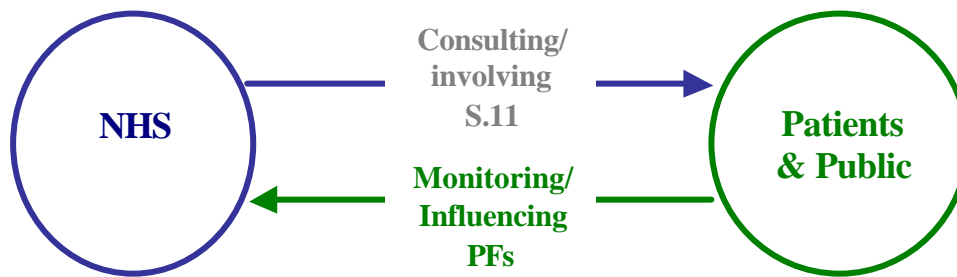 NHS
Consulting/
involving
S.11
Monitoring/
Influencing
PFs
Patients
& Public